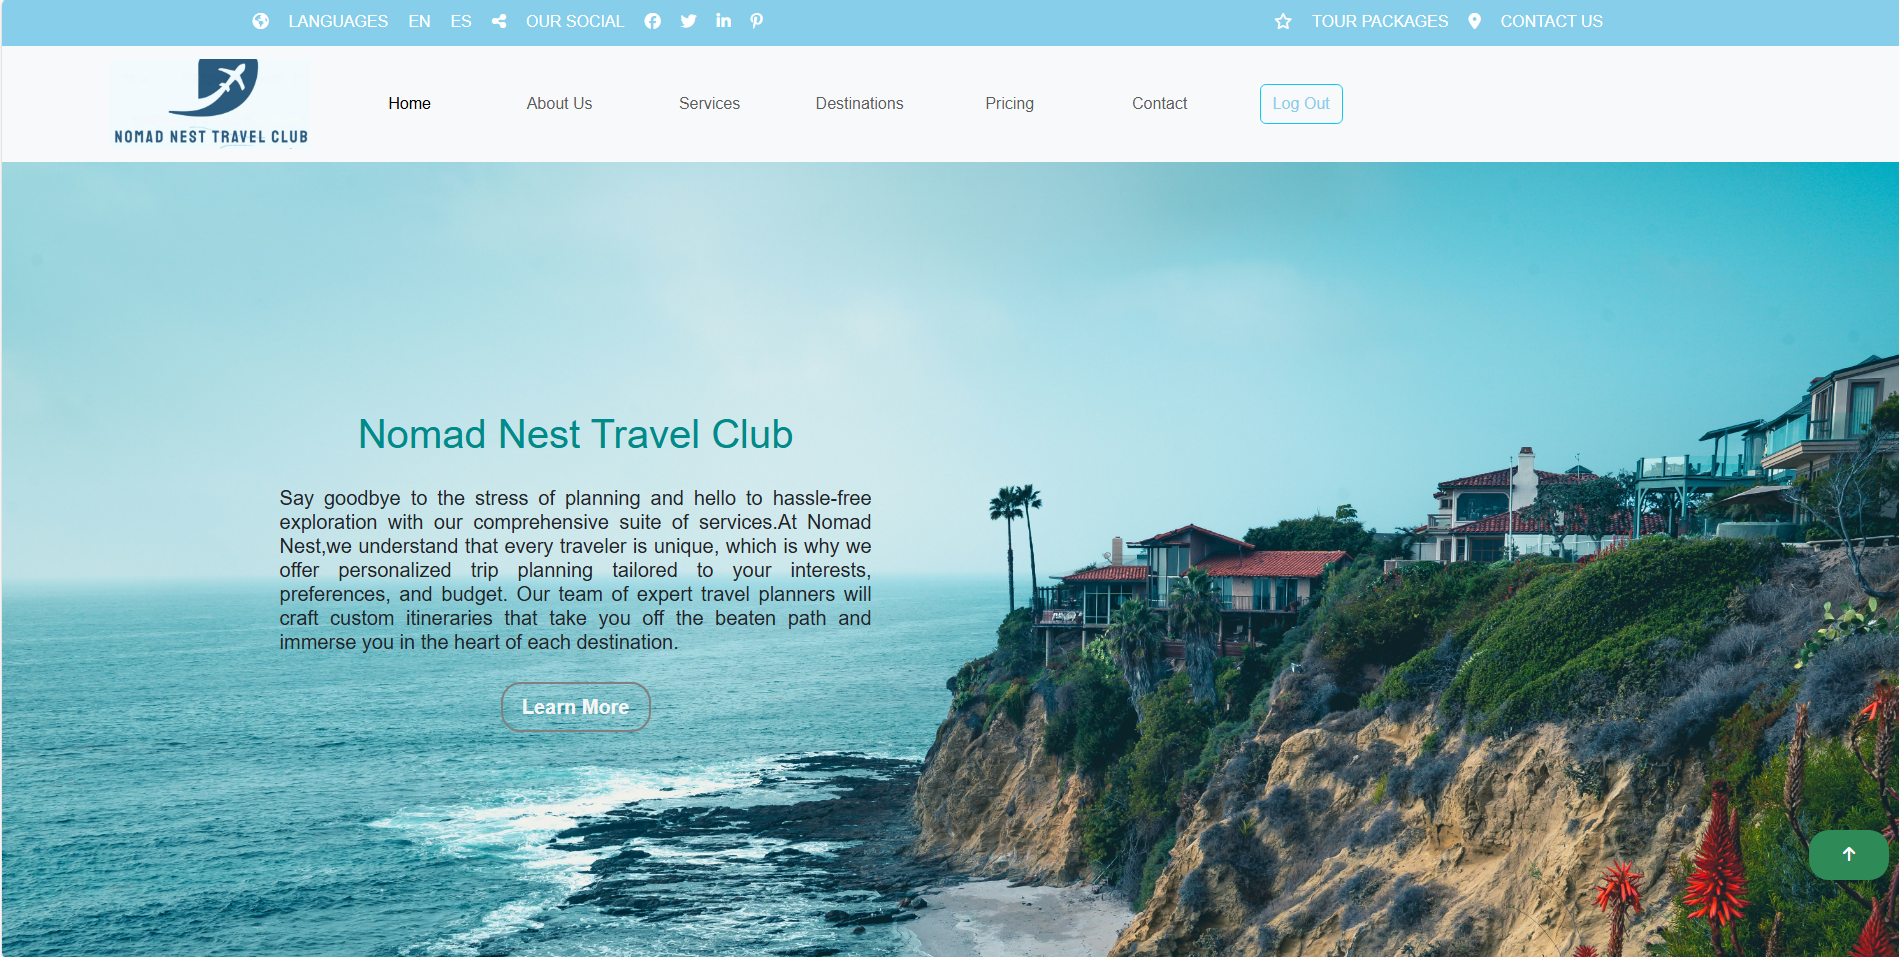 LANGUAGES EN ES OUR SOCIAL TOUR PACKAGES CONTACT US
NOMAD NEST TRAVEL CLUB
Home About Us Services Destinations Pricing Contact Log Out
Nomad Nest Travel Club
Say goodbye to the stress of planning and hello to hassle-free
exploration with our comprehensive suite of services.At Nomad
Nest,we understand that every traveler is unique, which is why we
offer personalized trip planning tailored to your interests,
preferences, and budget. Our team of expert travel planners will
craft custom itineraries that take you off the beaten path and
immerse you in the heart of each destination.
Learn More